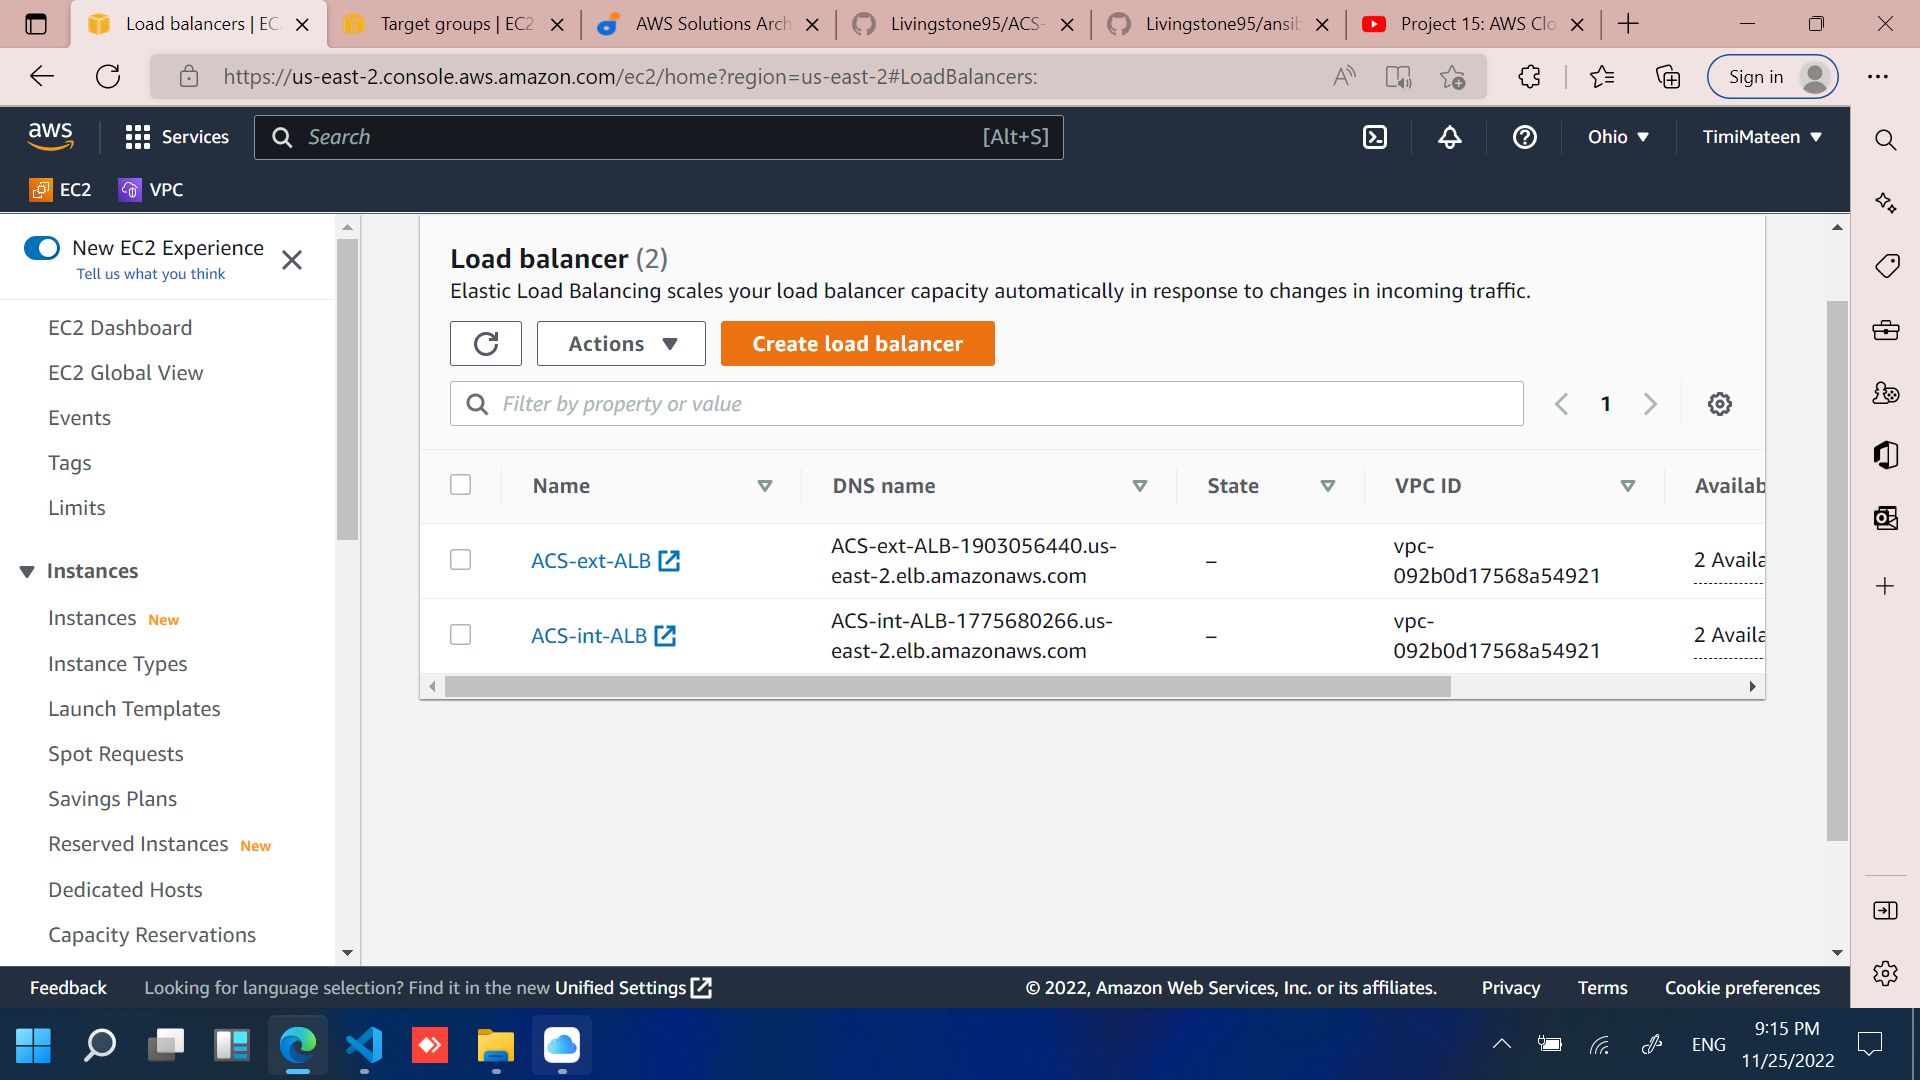 Load balancers | EC
Target groups | EC2
AWS Solutions Arch
Livingstone95/ACS-
Livingstone95/ansib
Project 15: AWS Clo
https://us-east-2.console.aws.amazon.com/ec2/home?region=us-east-2#LoadBalancers:
Sign in
aws
Services
Search
[Alt+S]
Ohio
TimiMateen
EC2
VPC
New EC2 Experience
Tell us what you think
EC2 Dashboard
EC2 Global View
Events
Tags
Limits
Instances
Instances New
Instance Types
Launch Templates
Spot Requests
Savings Plans
Reserved Instances New
Dedicated Hosts
Capacity Reservations
Load balancer (2)
Elastic Load Balancing scales your load balancer capacity automatically in response to changes in incoming traffic.
Actions
Create load balancer
Filter by property or value
1
Name
DNS name
State
VPC ID
Availab
ACS-ext-ALB
ACS-ext-ALB-1903056440.us-
east-2.elb.amazonaws.com
–
vpc-
092b0d17568a54921
2 Availa
ACS-int-ALB
ACS-int-ALB-1775680266.us-
east-2.elb.amazonaws.com
–
vpc-
092b0d17568a54921
2 Availa
Feedback
Looking for language selection? Find it in the new Unified Settings
© 2022, Amazon Web Services, Inc. or its affiliates.
Privacy
Terms
Cookie preferences
ENG
9:15 PM
11/25/2022